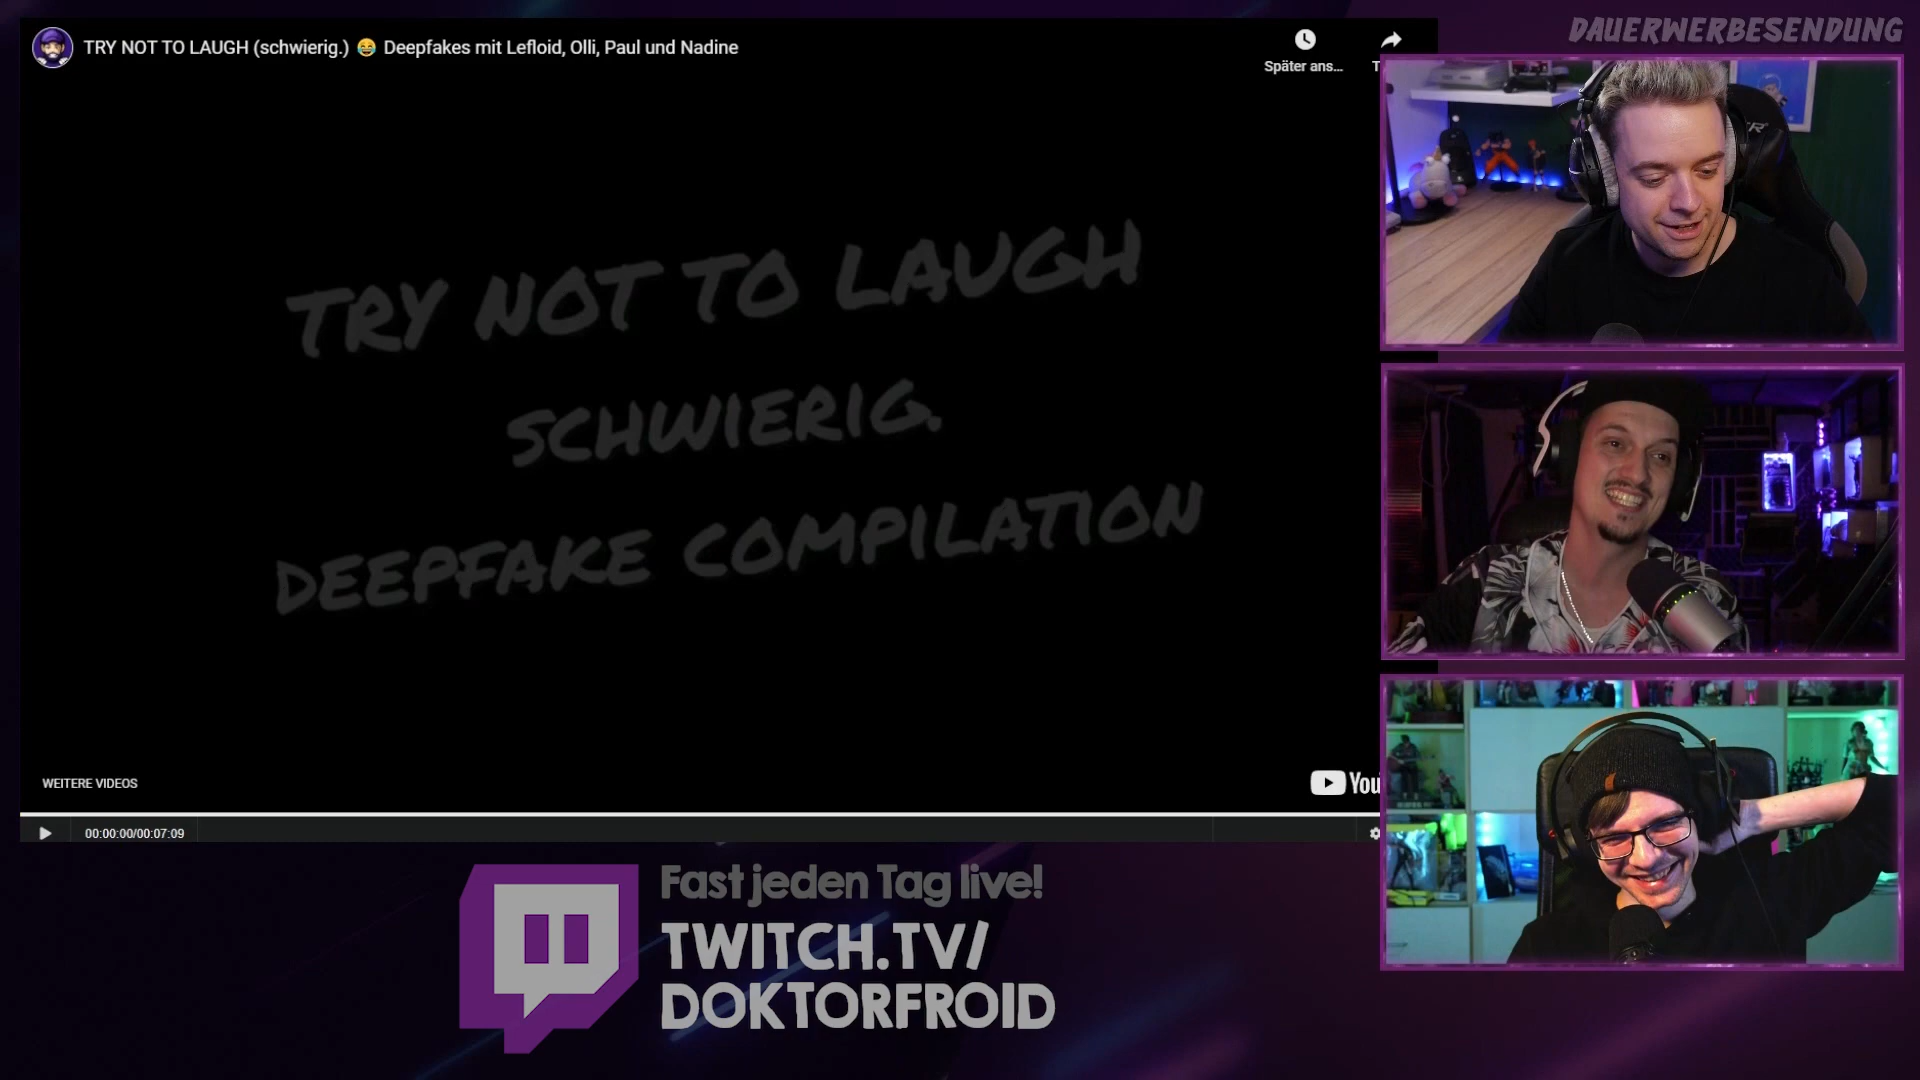 DAUERWERBESENDUNG
TRY NOT TO LAUGH (schwierig.) 😂 Deepfakes mit Lefloid, Olli, Paul und Nadine
Später ans...
T
TRY NOT TO LAUGH
SCHWIERIG.
DEEPFAKE COMPILATION
WEITERE VIDEOS
You
00:00:00/00:07:09
Fast jeden Tag live!
TWITCH.TV/
DOKTORFROID